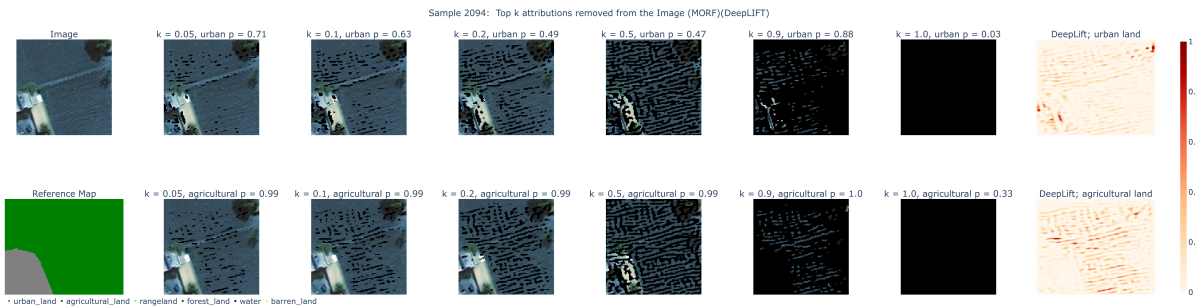 Sample 2094: Top k attributions removed from the Image (MORF)(DeepLIFT)
Image
k = 0.05, urban p = 0.71
k = 0.1, urban p = 0.63
k = 0.2, urban p = 0.49
k = 0.5, urban p = 0.47
k = 0.9, urban p = 0.88
k = 1.0, urban p = 0.03
DeepLift; urban land
1
0.
0.
0.
0.
0
Reference Map
k = 0.05, agricultural p = 0.99
k = 0.1, agricultural p = 0.99
k = 0.2, agricultural p = 0.99
k = 0.5, agricultural p = 0.99
k = 0.9, agricultural p = 1.0
k = 1.0, agricultural p = 0.33
DeepLift; agricultural land
urban_land agricultural_land rangeland forest_land water barren_land